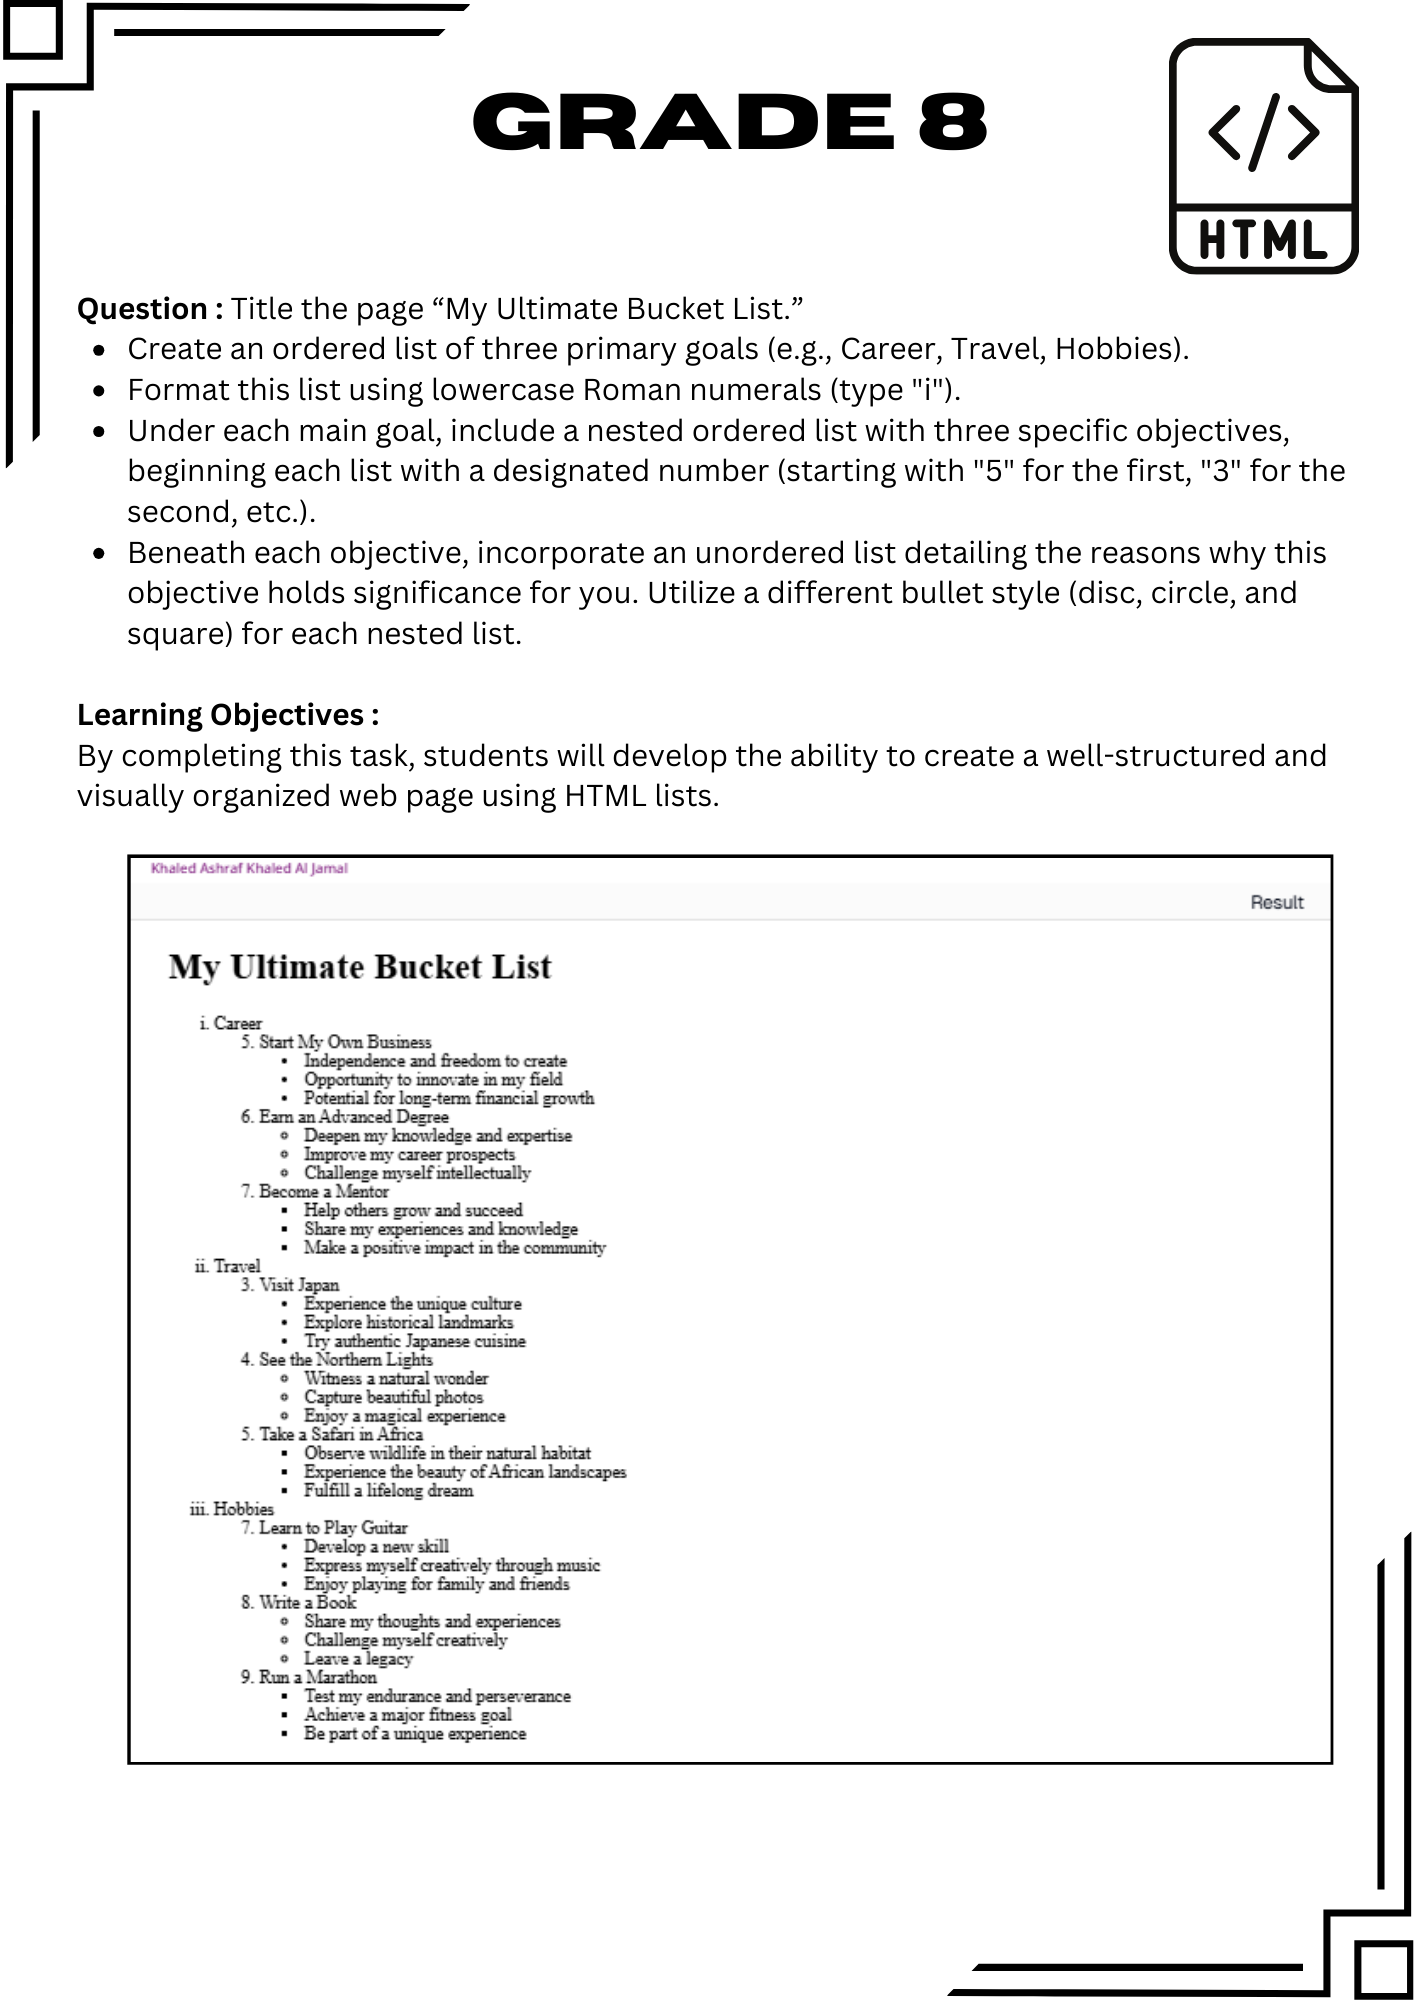 GRADE 8
</>
HTML
Question : Title the page “My Ultimate Bucket List.”
• Create an ordered list of three primary goals (e.g., Career, Travel, Hobbies).
• Format this list using lowercase Roman numerals (type "i").
• Under each main goal, include a nested ordered list with three specific objectives,
beginning each list with a designated number (starting with "5" for the first, "3" for the
second, etc.).
• Beneath each objective, incorporate an unordered list detailing the reasons why this
objective holds significance for you. Utilize a different bullet style (disc, circle, and
square) for each nested list.
Learning Objectives :
By completing this task, students will develop the ability to create a well-structured and
visually organized web page using HTML lists.
Khaled Ashraf Khaled Al Jamal
Result
My Ultimate Bucket List
i. Career
5. Start My Own Business
• Independence and freedom to create
• Opportunity to innovate in my field
• Potential for long-term financial growth
6. Earn an Advanced Degree
◦ Deepen my knowledge and expertise
◦ Improve my career prospects
◦ Challenge myself intellectually
7. Become a Mentor
▪ Help others grow and succeed
▪ Share my experiences and knowledge
▪ Make a positive impact in the community
ii. Travel
3. Visit Japan
• Experience the unique culture
• Explore historical landmarks
• Try authentic Japanese cuisine
4. See the Northern Lights
◦ Witness a natural wonder
◦ Capture beautiful photos
◦ Enjoy a magical experience
5. Take a Safari in Africa
▪ Observe wildlife in their natural habitat
▪ Experience the beauty of African landscapes
▪ Fulfill a lifelong dream
iii. Hobbies
7. Learn to Play Guitar
• Develop a new skill
• Express myself creatively through music
• Enjoy playing for family and friends
8. Write a Book
◦ Share my thoughts and experiences
◦ Challenge myself creatively
◦ Leave a legacy
9. Run a Marathon
▪ Test my endurance and perseverance
▪ Achieve a major fitness goal
▪ Be part of a unique experience